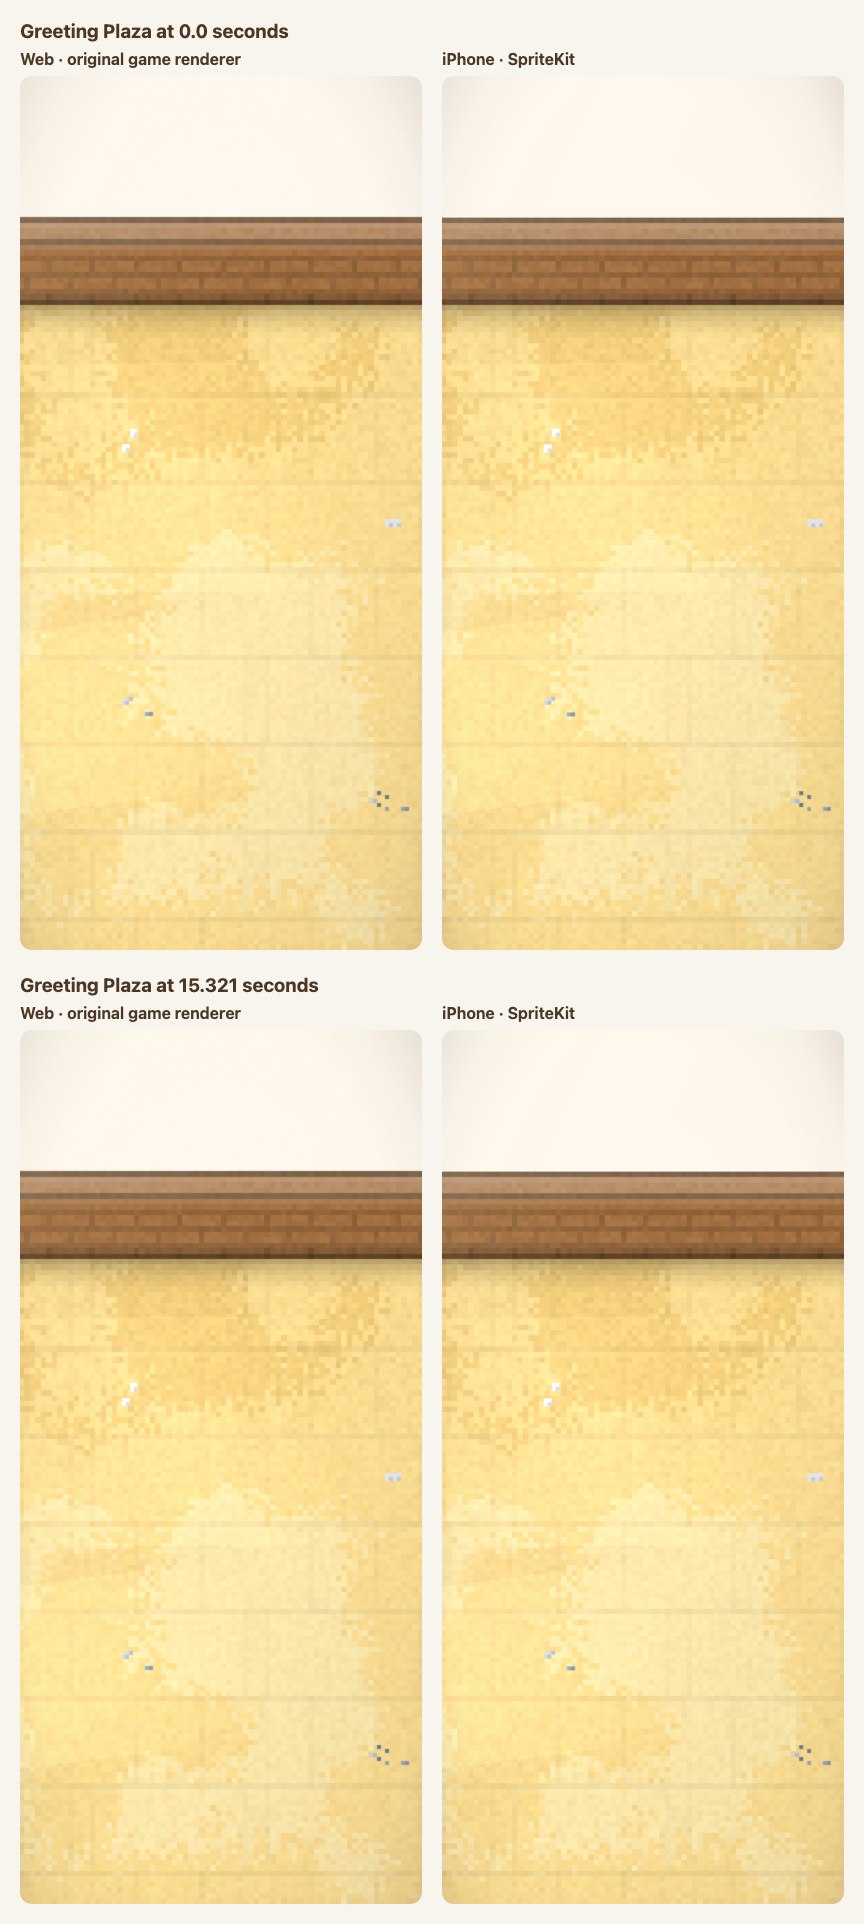 Greeting Plaza at 0.0 seconds
Web · original game renderer
iPhone · SpriteKit
Greeting Plaza at 15.321 seconds
Web · original game renderer
iPhone · SpriteKit